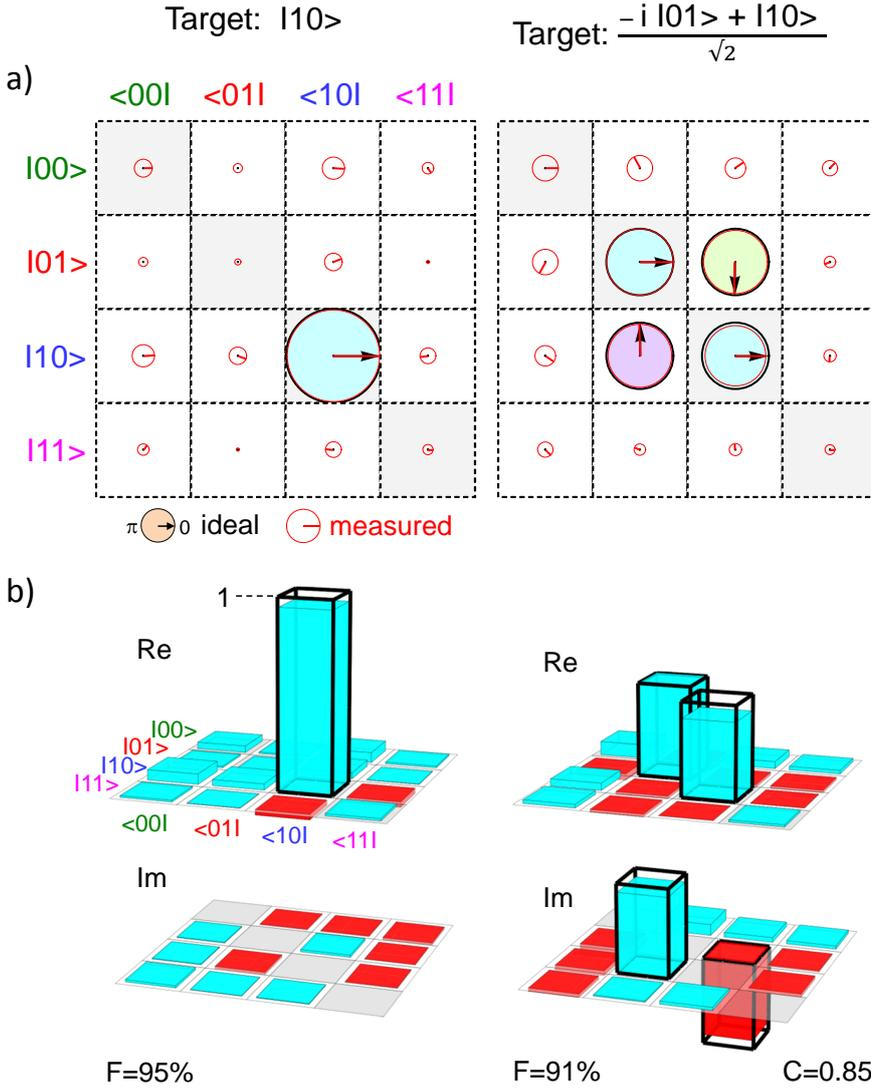 Target: I10>
Target: – i I01> + I10>
√2
a)
<00I <01I <10I <11I
I00>
I01>
I10>
I11>
π 0 ideal measured
b)
1
Re
Re
I00>
I01>
I10>
I11>
<00I <01I <10I <11I
Im
Im
F=95%
F=91% C=0.85